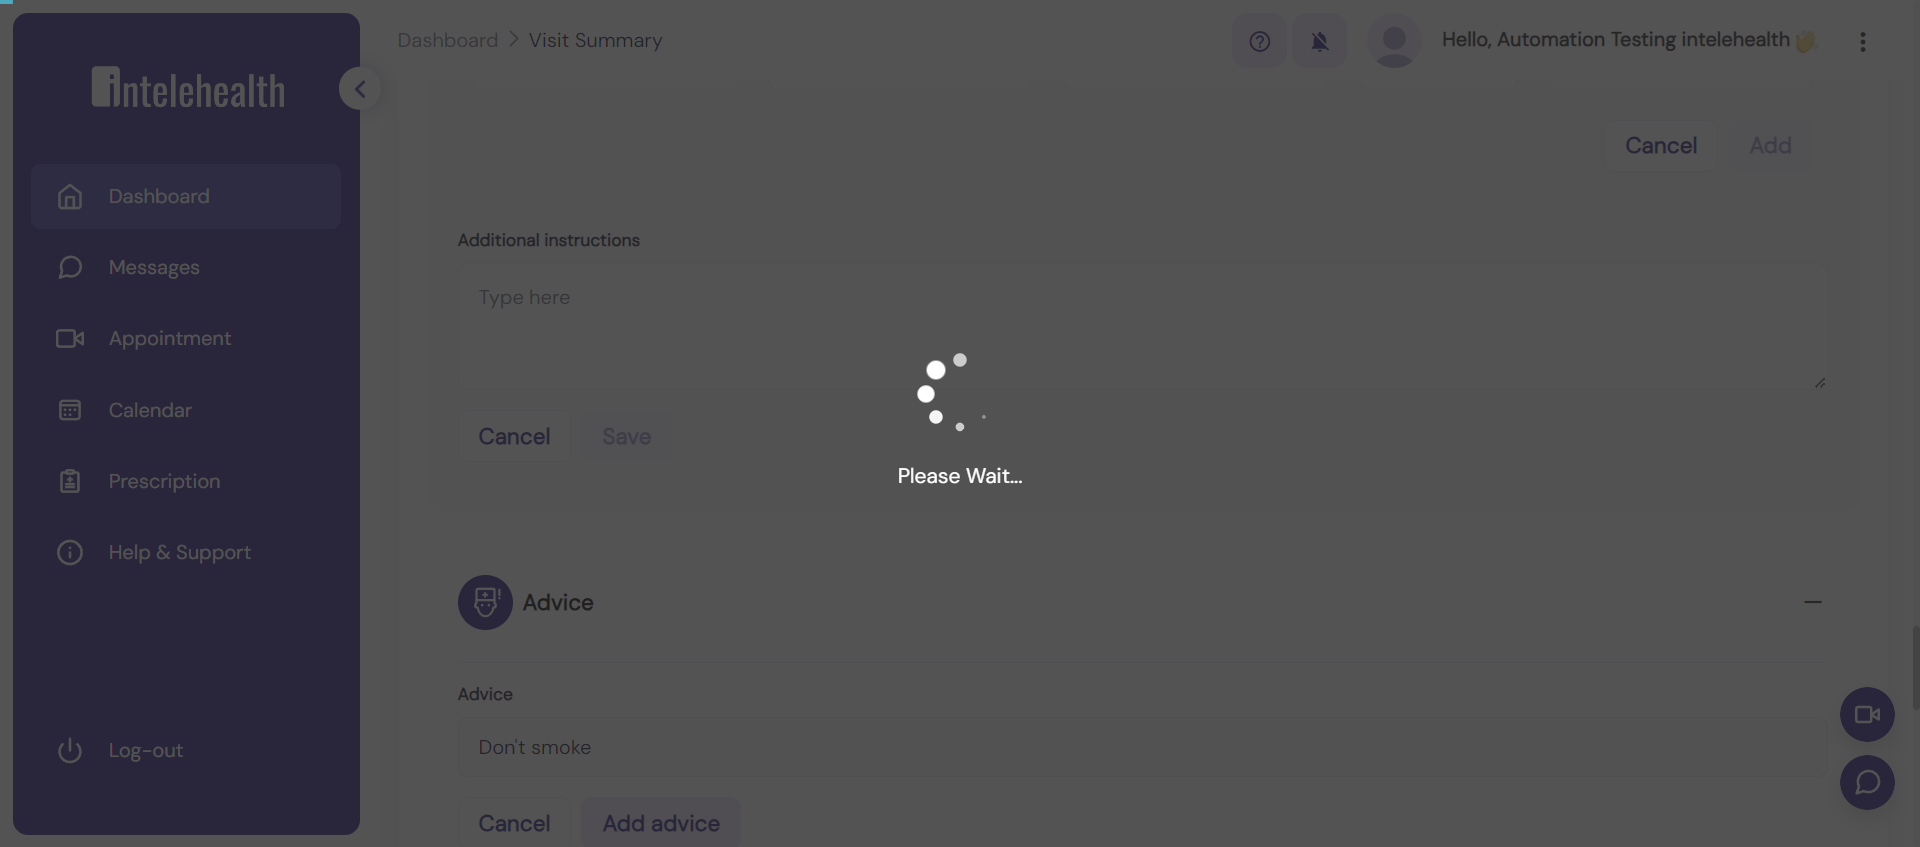 intelehealth
Dashboard
Messages
Appointment
Calendar
Prescription
Help & Support
Log-out
Dashboard > Visit Summary
Hello, Automation Testing intelehealth 👋
Cancel Add
Additional instructions
Type here
Cancel Save
Please Wait...
Advice
Advice
Don't smoke
Cancel Add advice